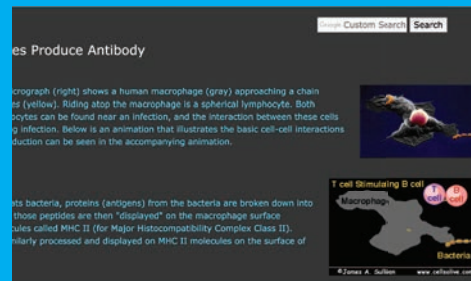 Google Custom Search Search
es Produce Antibody
crograph (right) shows a human macrophage (gray) approaching a chain
es (yellow). Riding atop the macrophage is a spherical lymphocyte. Both
ocytes can be found near an infection, and the interaction between these cells
ng infection. Below is an animation that illustrates the basic cell-cell interactions
duction can be seen in the accompanying animation.
T cell Stimulating B cell
Macrophage
T cell
B cell
Bacteria
©James A. Sullivan www.cellsalive.com
ats bacteria, proteins (antigens) from the bacteria are broken down into
those peptides are then "displayed" on the macrophage surface
cules called MHC II (for Major Histocompatibility Complex Class II).
milarly processed and displayed on MHC II molecules on the surface of